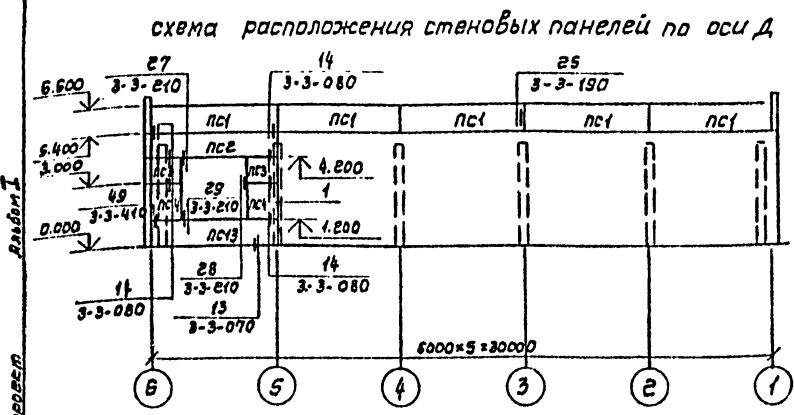 схема расположения стеновых панелей по оси Д
27
3-3-210
14
3-3-080
25
3-3-190
6.600
пс1
пс1
пс1
пс1
пс1
5.400
пс2
3.000
4.200
пс3
пс3
49
3-3-410
пс4
29
3-3-210
пс4
1
0.000
1.200
пс13
28
3-3-210
14
3-3-080
11
3-3-080
13
3-3-070
6000×5=30000
6
5
4
3
2
1
Альбом I